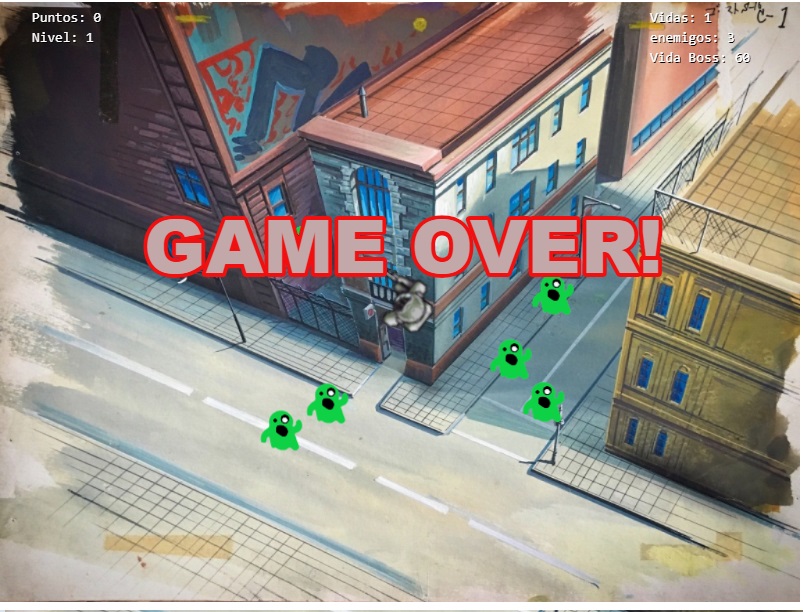 Puntos: 0
Nivel: 1
Vidas: 1
enemigos: 3
Vida Boss: 60
GAME OVER!